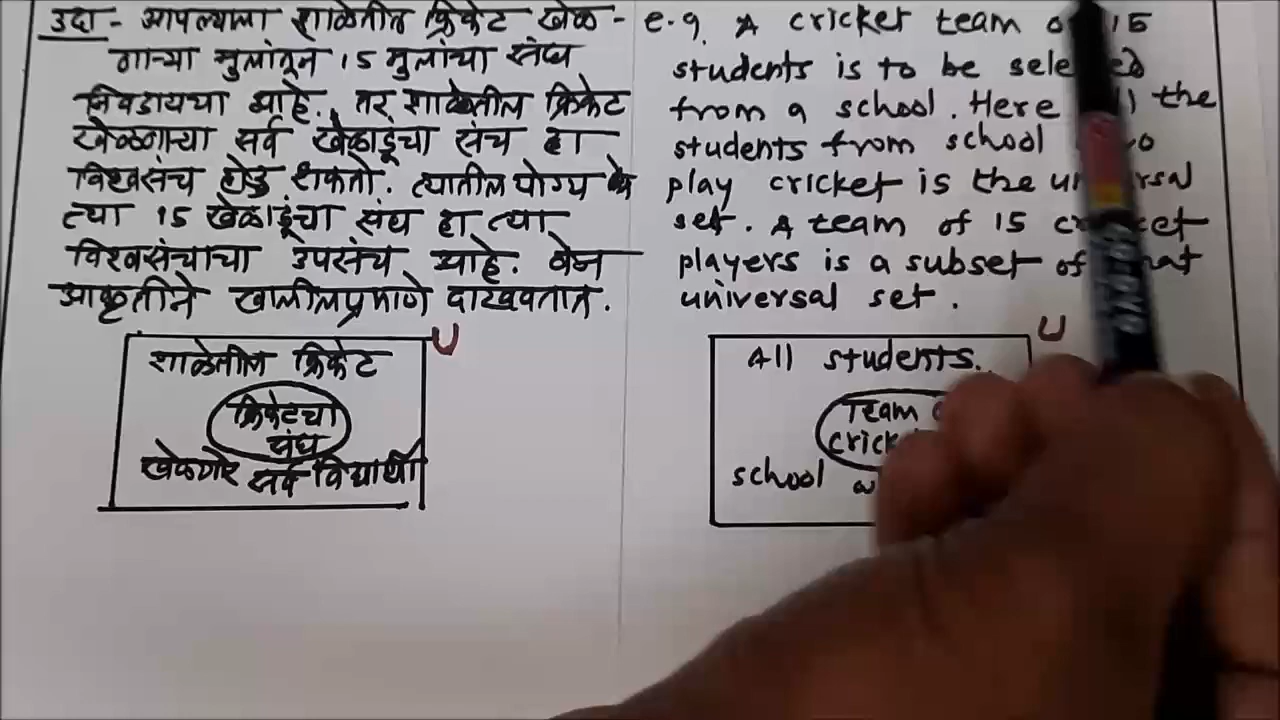 उदा - आपल्याला शाळेतील क्रिकेट खेळ -
णाऱ्या मुलांतून 15 मुलांचा संघ
निवडायचा आहे. तर शाळेतील क्रिकेट
खेळणाऱ्या सर्व खेळाडूंचा संच हा
विश्वसंच होऊ शकतो. त्यातील योग्य
त्या 15 खेळाडूंचा संघ हा त्या
विश्वसंचाचा उपसंच आहे. वेन
आकृतीने खालीलप्रमाणे दाखवतात.
U
शाळेतील क्रिकेट
क्रिकेटचा
संघ
खेळणारे सर्व विद्यार्थी
e.g. A cricket team 15
students is to be
from a school. Here the
students from school
play cricket is the
set. A team of 15
players is a subset of
universal set.
U
All students.
Team
school